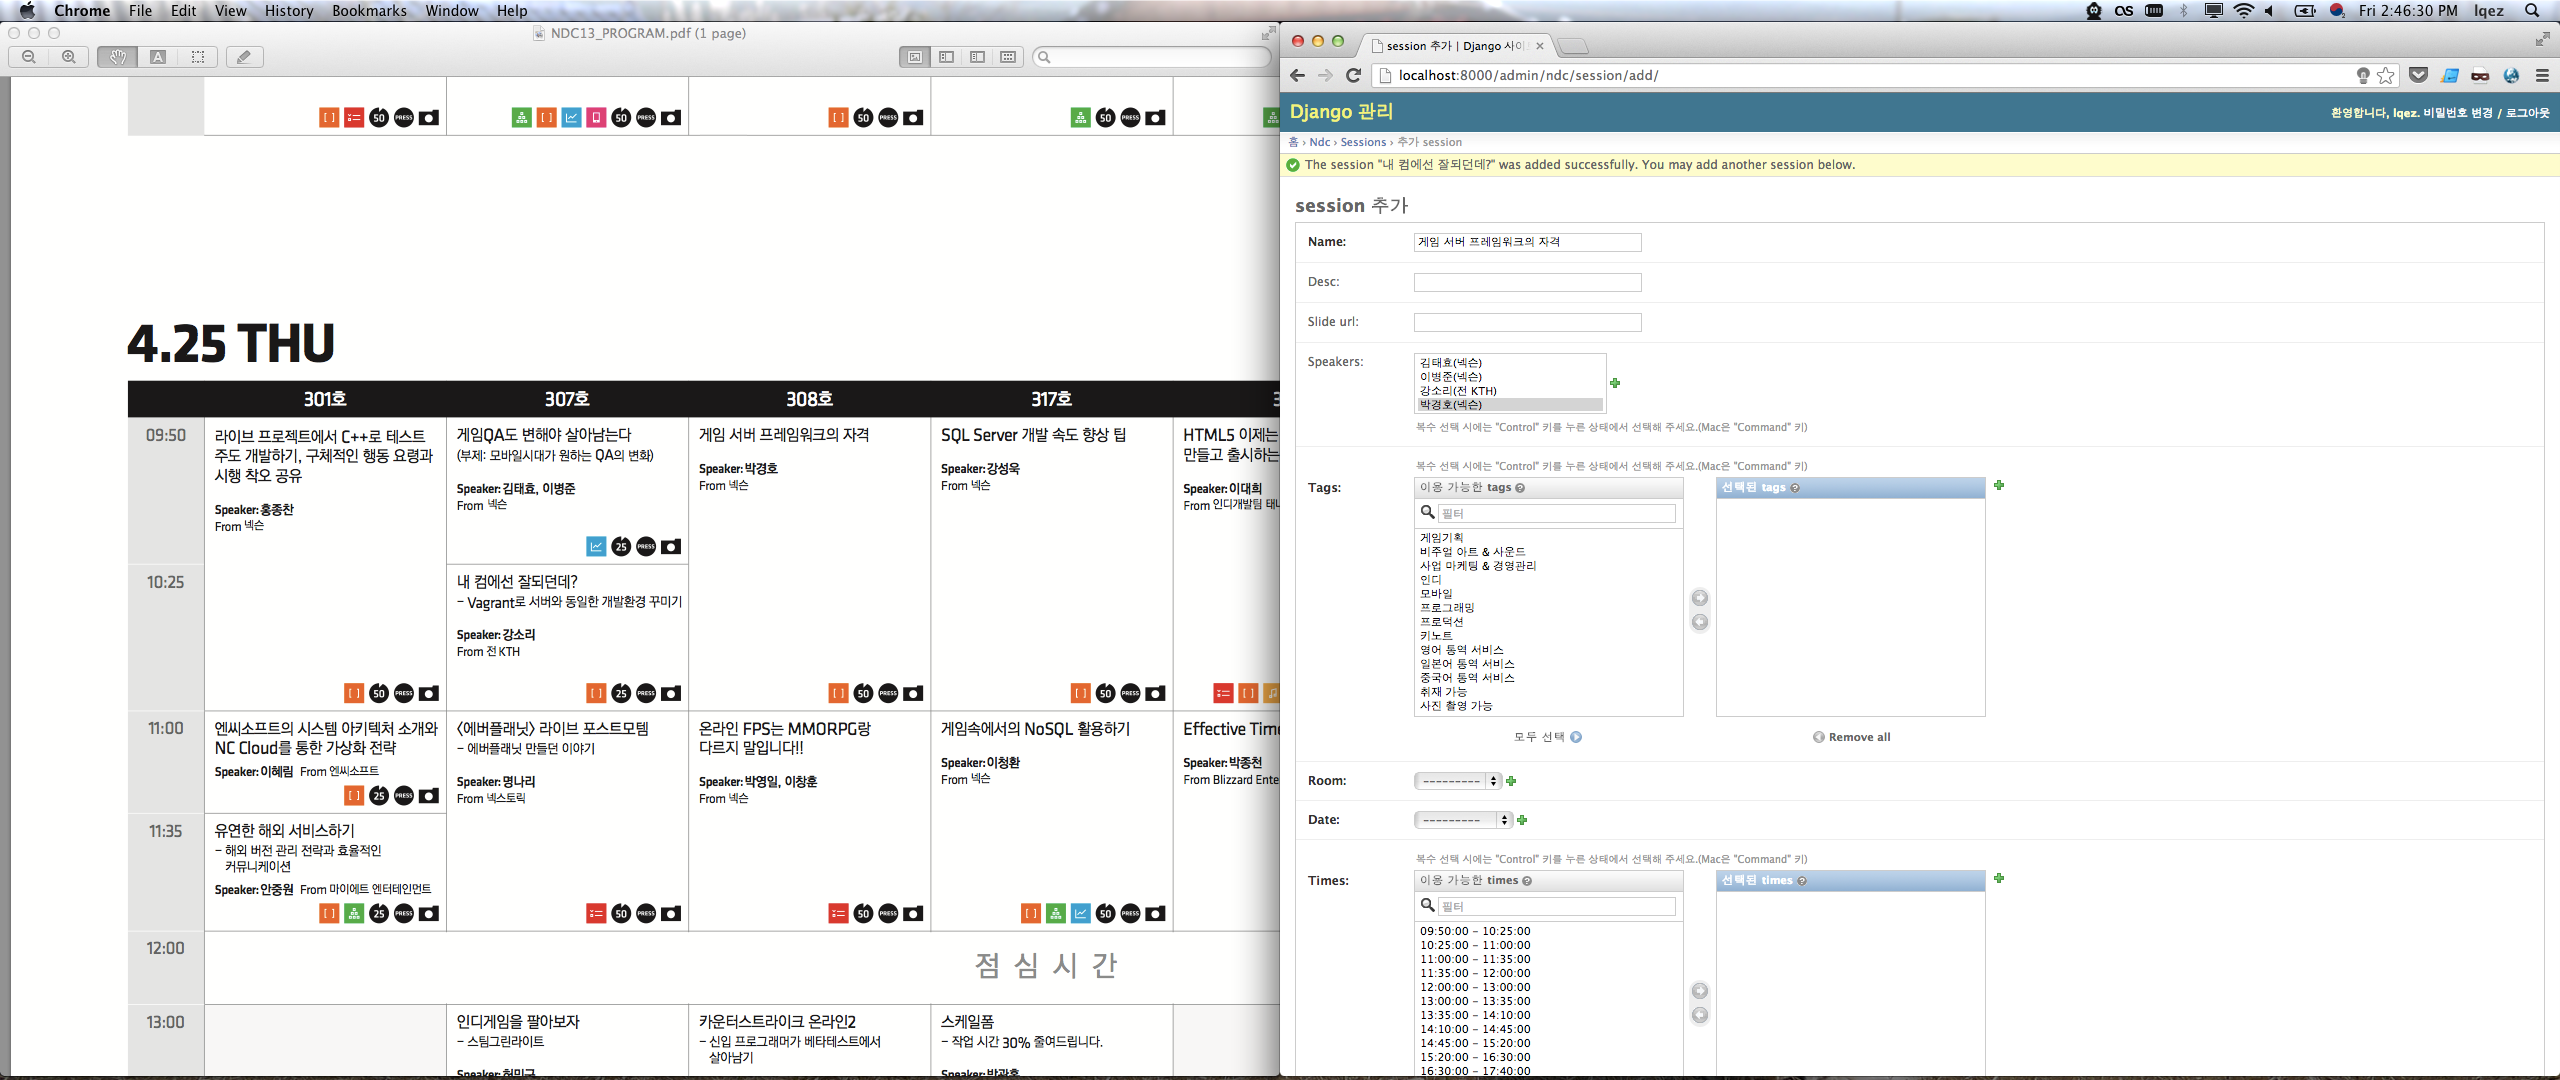 Chrome File Edit View History Bookmarks Window Help
Fri 2:46:30 PM lqez
NDC13_PROGRAM.pdf (1 page)
50 PRESS
50 PRESS
50 PRESS
50 PRESS
4.25 THU
301호 307호 308호 317호
09:50
라이브 프로젝트에서 C++로 테스트
주도 개발하기, 구체적인 행동 요령과
시행 착오 공유
Speaker: 홍종찬
From 넥슨
50 PRESS
게임QA도 변해야 살아남는다
(부제: 모바일시대가 원하는 QA의 변화)
Speaker: 김태효, 이병준
From 넥슨
25 PRESS
게임 서버 프레임워크의 자격
Speaker: 박경호
From 넥슨
50 PRESS
SQL Server 개발 속도 향상 팁
Speaker: 강성욱
From 넥슨
50 PRESS
HTML5 이제는
만들고 출시하는
Speaker: 이대희
From 인디개발팀 태나
10:25
내 컴에선 잘되던데?
- Vagrant로 서버와 동일한 개발환경 꾸미기
Speaker: 강소리
From 전 KTH
25 PRESS
11:00
엔씨소프트의 시스템 아키텍처 소개와
NC Cloud를 통한 가상화 전략
Speaker: 이혜림 From 엔씨소프트
25 PRESS
〈에버플래닛〉 라이브 포스트모템
- 에버플래닛 만들던 이야기
Speaker: 명나리
From 넥스토릭
50 PRESS
온라인 FPS는 MMORPG랑
다르지 말입니다!!
Speaker: 박영일, 이창훈
From 넥슨
50 PRESS
게임속에서의 NoSQL 활용하기
Speaker: 이청환
From 넥슨
50 PRESS
Effective Time
Speaker: 박종천
From Blizzard Ente
11:35
유연한 해외 서비스하기
- 해외 버전 관리 전략과 효율적인
커뮤니케이션
Speaker: 안중원 From 마이에트 엔터테인먼트
25 PRESS
12:00
점 심 시 간
13:00
인디게임을 팔아보자
- 스팀그린라이트
Speaker: 허민구
카운터스트라이크 온라인2
- 신입 프로그래머가 베타테스트에서
살아남기
스케일폼
- 작업 시간 30% 줄여드립니다.
Speaker: 박광호
session 추가 | Django 사이
localhost:8000/admin/ndc/session/add/
Django 관리
환영합니다, lqez. 비밀번호 변경 / 로그아웃
홈 › Ndc › Sessions › 추가 session
The session "내 컴에선 잘되던데?" was added successfully. You may add another session below.
session 추가
Name: 게임 서버 프레임워크의 자격
Desc:
Slide url:
Speakers:
김태효(넥슨)
이병준(넥슨)
강소리(전 KTH)
박경호(넥슨)
복수 선택 시에는 "Control" 키를 누른 상태에서 선택해 주세요.(Mac은 "Command" 키)
복수 선택 시에는 "Control" 키를 누른 상태에서 선택해 주세요.(Mac은 "Command" 키)
Tags:
이용 가능한 tags
선택된 tags
필터
게임기획
비주얼 아트 & 사운드
사업 마케팅 & 경영관리
인디
모바일
프로그래밍
프로덕션
키노트
영어 통역 서비스
일본어 통역 서비스
중국어 통역 서비스
취재 가능
사진 촬영 가능
모두 선택
Remove all
Room: ---------
Date: ---------
복수 선택 시에는 "Control" 키를 누른 상태에서 선택해 주세요.(Mac은 "Command" 키)
Times:
이용 가능한 times
선택된 times
필터
09:50:00 - 10:25:00
10:25:00 - 11:00:00
11:00:00 - 11:35:00
11:35:00 - 12:00:00
12:00:00 - 13:00:00
13:00:00 - 13:35:00
13:35:00 - 14:10:00
14:10:00 - 14:45:00
14:45:00 - 15:20:00
15:20:00 - 16:30:00
16:30:00 - 17:40:00